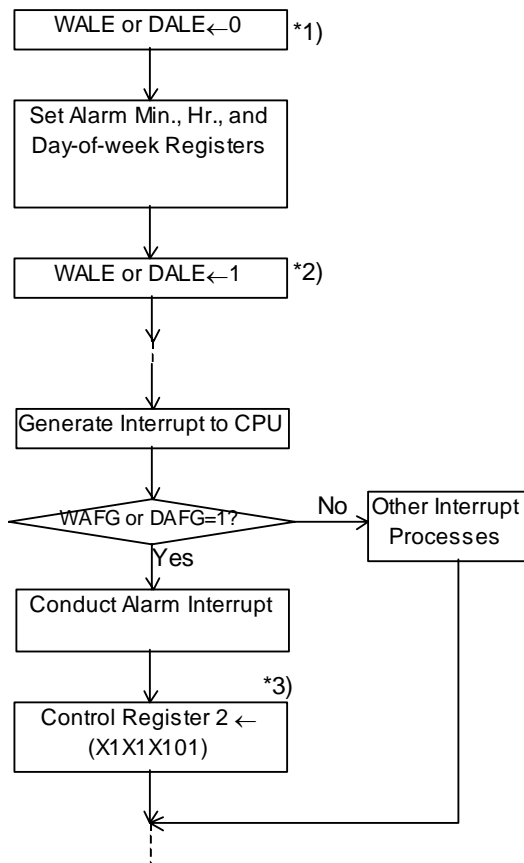 WALE or DALE←0
*1)
Set Alarm Min., Hr., and
Day-of-week Registers
WALE or DALE←1
*2)
Generate Interrupt to CPU
WAFG or DAFG=1?
No
Other Interrupt
Processes
Yes
Conduct Alarm Interrupt
*3)
Control Register 2 ←
(X1X1X101)